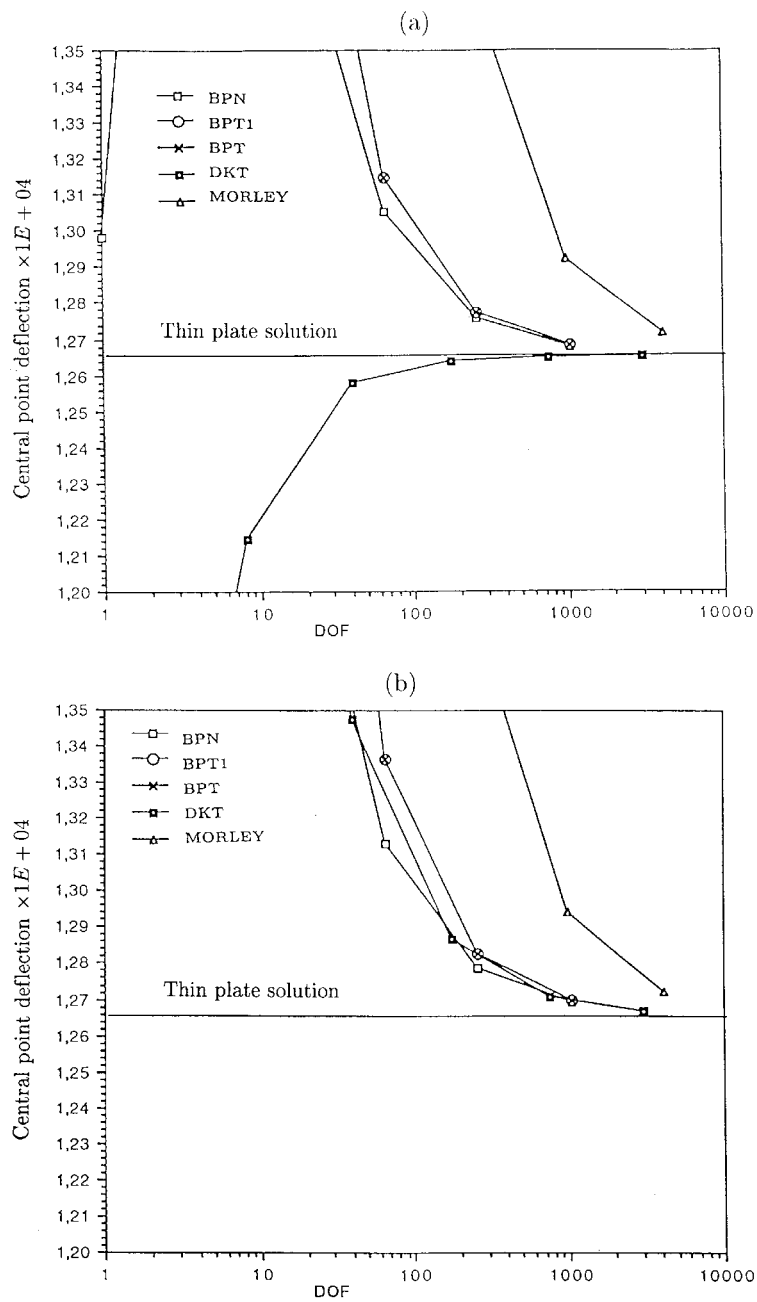 (a)
1,35
1,34
1,33
1,32
1,31
1,30
1,29
1,28
1,27
1,26
1,25
1,24
1,23
1,22
1,21
1,20
Central point deflection ×1E + 04
BPN
BPT1
BPT
DKT
MORLEY
Thin plate solution
1
10
100
1000
10000
DOF
(b)
1,35
1,34
1,33
1,32
1,31
1,30
1,29
1,28
1,27
1,26
1,25
1,24
1,23
1,22
1,21
1,20
Central point deflection ×1E + 04
BPN
BPT1
BPT
DKT
MORLEY
Thin plate solution
1
10
100
1000
10000
DOF